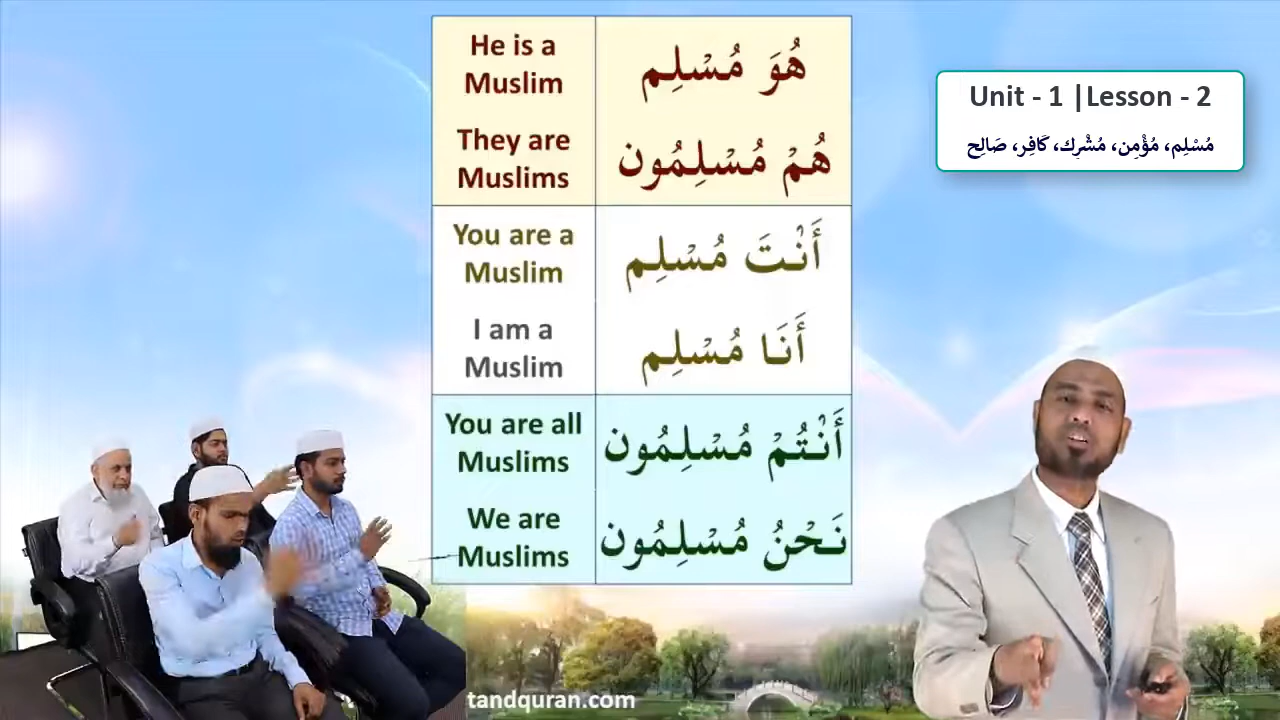 He is a
Muslim
هُوَ مُسْلِم
They are
Muslims
هُمْ مُسْلِمُون
You are a
Muslim
أَنْتَ مُسْلِم
I am a
Muslim
أَنَا مُسْلِم
You are all
Muslims
أَنْتُمْ مُسْلِمُون
We are
Muslims
نَحْنُ مُسْلِمُون
Unit - 1 |Lesson - 2
مُسْلِم، مُؤْمِن، مُشْرِك، كَافِر، صَالِح
tandquran.com